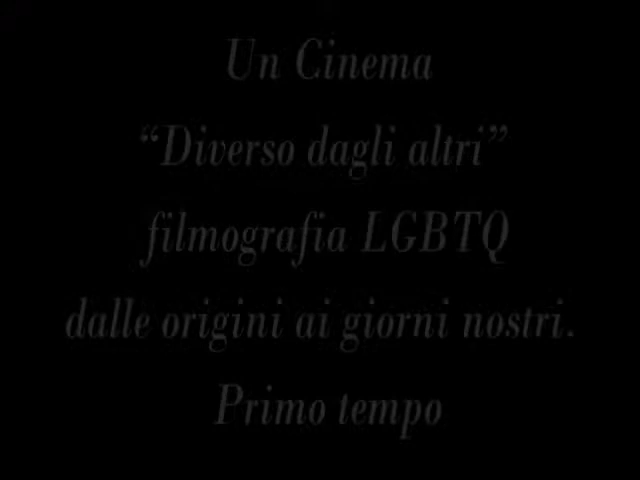 Un Cinema
“Diverso dagli altri”
filmografia LGBTQ
dalle origini ai giorni nostri.
Primo tempo